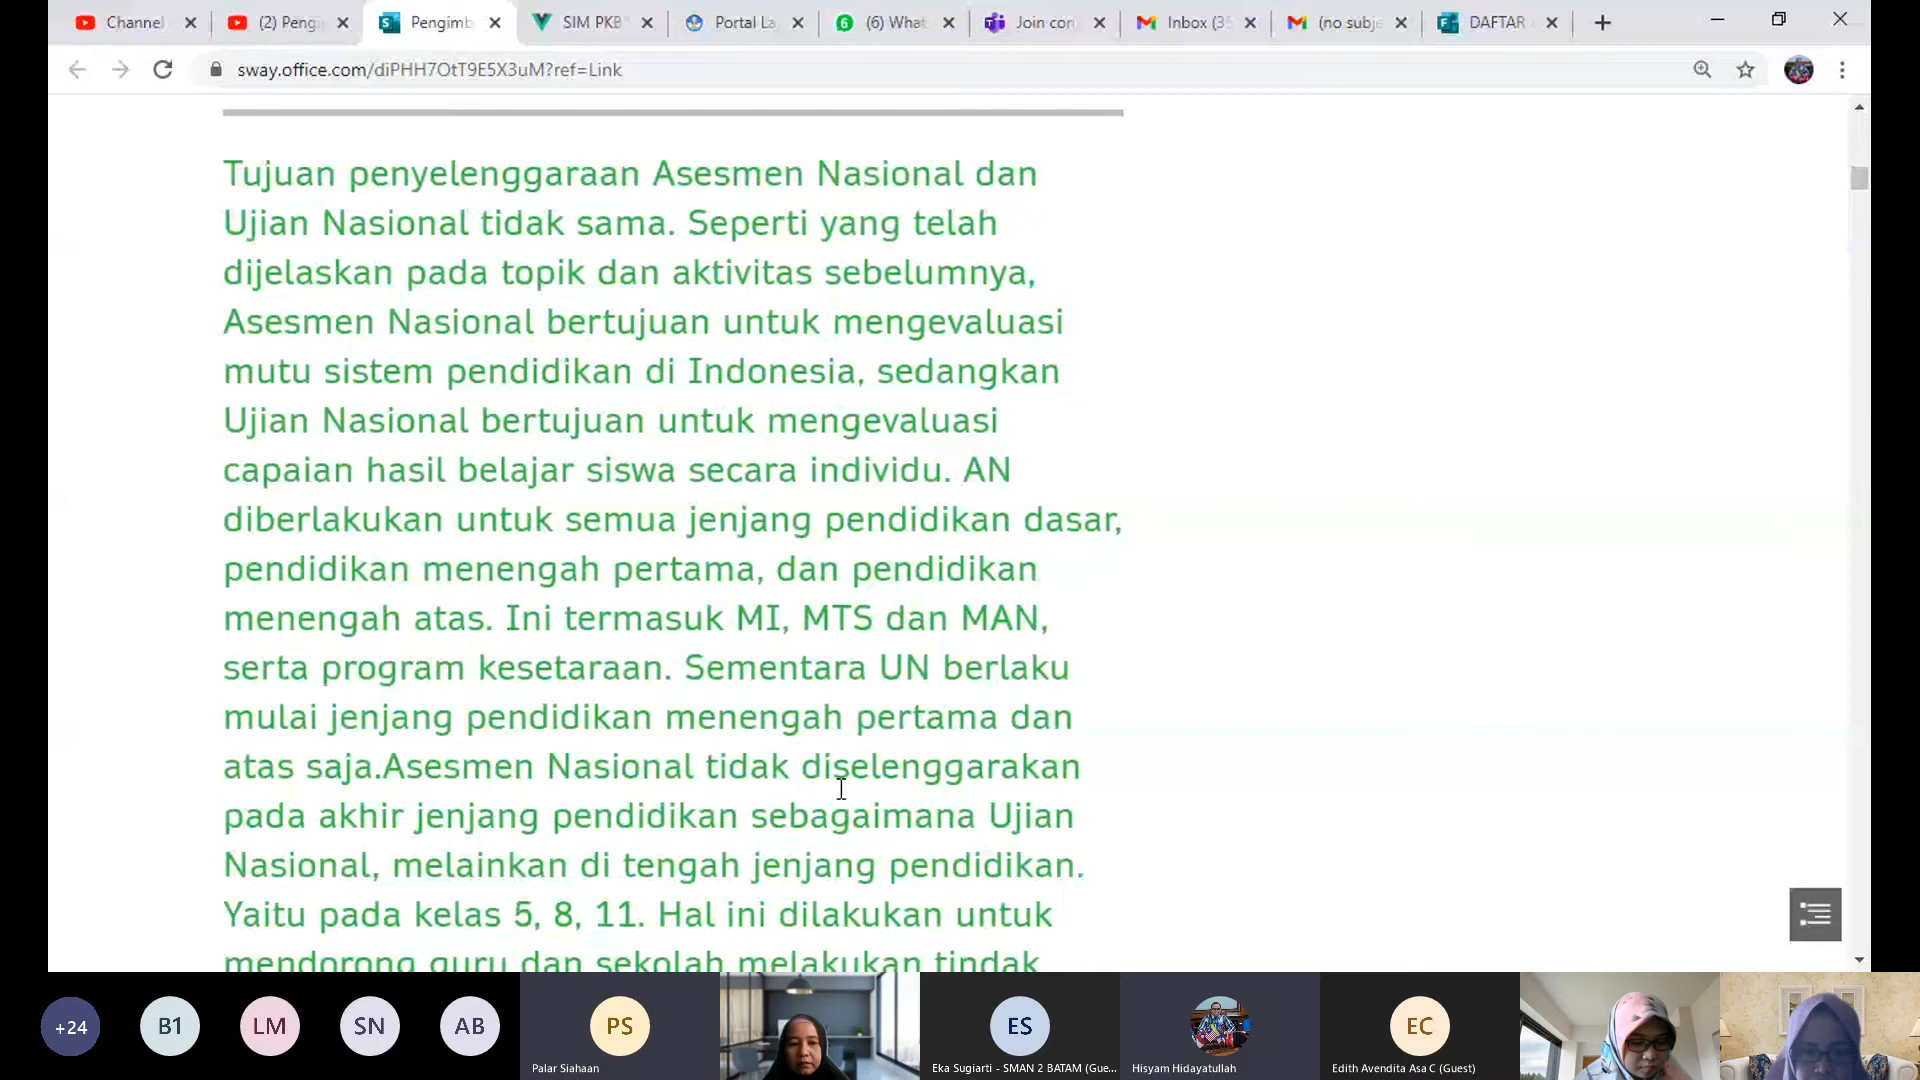 Channel
(2) Peng
Pengimb
SIM PKB
Portal La
(6) What
Join con
Inbox (35
(no subje
DAFTAR
sway.office.com/diPHH7OtT9E5X3uM?ref=Link
Tujuan penyelenggaraan Asesmen Nasional dan
Ujian Nasional tidak sama. Seperti yang telah
dijelaskan pada topik dan aktivitas sebelumnya,
Asesmen Nasional bertujuan untuk mengevaluasi
mutu sistem pendidikan di Indonesia, sedangkan
Ujian Nasional bertujuan untuk mengevaluasi
capaian hasil belajar siswa secara individu. AN
diberlakukan untuk semua jenjang pendidikan dasar,
pendidikan menengah pertama, dan pendidikan
menengah atas. Ini termasuk MI, MTS dan MAN,
serta program kesetaraan. Sementara UN berlaku
mulai jenjang pendidikan menengah pertama dan
atas saja.Asesmen Nasional tidak diselenggarakan
pada akhir jenjang pendidikan sebagaimana Ujian
Nasional, melainkan di tengah jenjang pendidikan.
Yaitu pada kelas 5, 8, 11. Hal ini dilakukan untuk
mendorong guru dan sekolah melakukan tindak
+24
B1
LM
SN
AB
PS
ES
EC
Palar Siahaan
Eka Sugiarti - SMAN 2 BATAM (Gue...
Hisyam Hidayatullah
Edith Avendita Asa C (Guest)